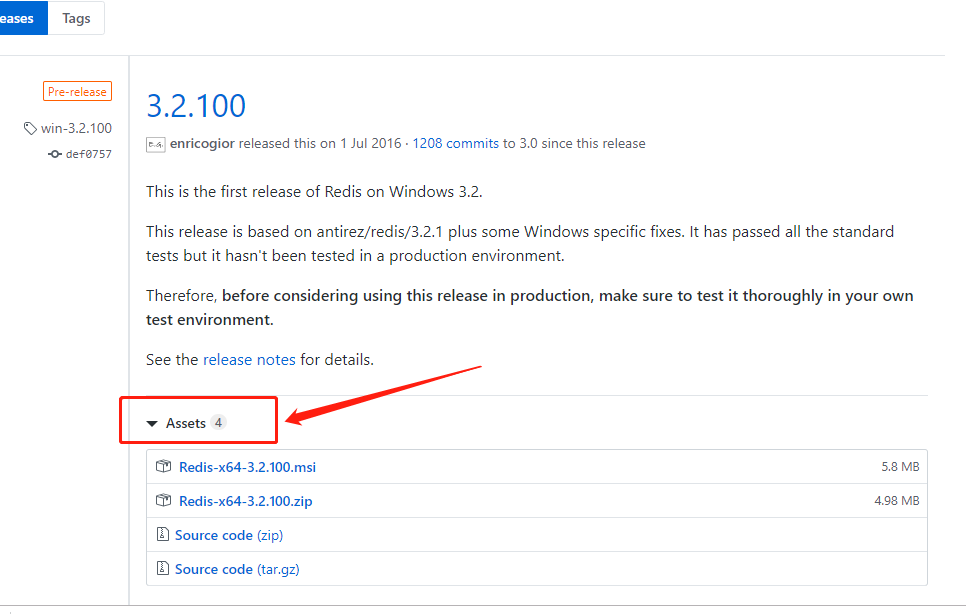 eases Tags
Pre-release
win-3.2.100
def0757
3.2.100
enricogior released this on 1 Jul 2016 · 1208 commits to 3.0 since this release
This is the first release of Redis on Windows 3.2.
This release is based on antirez/redis/3.2.1 plus some Windows specific fixes. It has passed all the standard
tests but it hasn't been tested in a production environment.
Therefore, before considering using this release in production, make sure to test it thoroughly in your own
test environment.
See the release notes for details.
Assets 4
Redis-x64-3.2.100.msi 5.8 MB
Redis-x64-3.2.100.zip 4.98 MB
Source code (zip)
Source code (tar.gz)